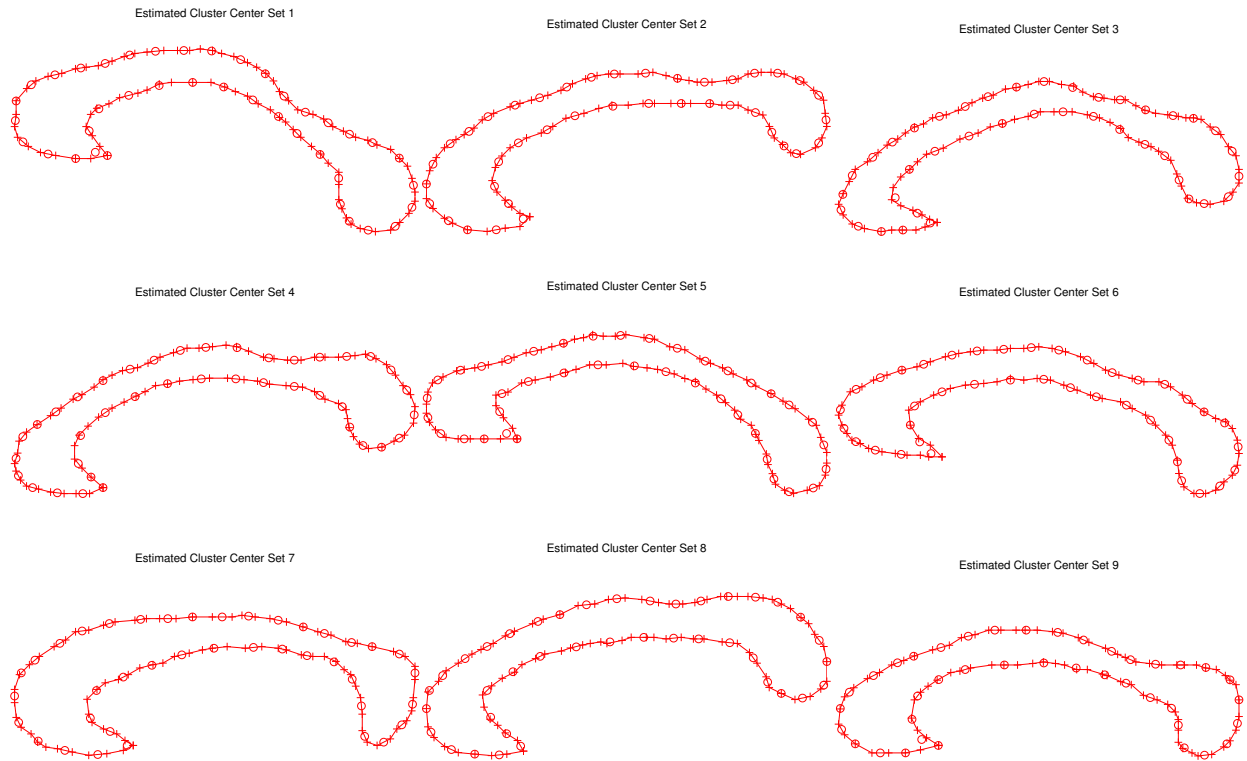 Estimated Cluster Center Set 1
Estimated Cluster Center Set 2
Estimated Cluster Center Set 3
Estimated Cluster Center Set 4
Estimated Cluster Center Set 5
Estimated Cluster Center Set 6
Estimated Cluster Center Set 7
Estimated Cluster Center Set 8
Estimated Cluster Center Set 9